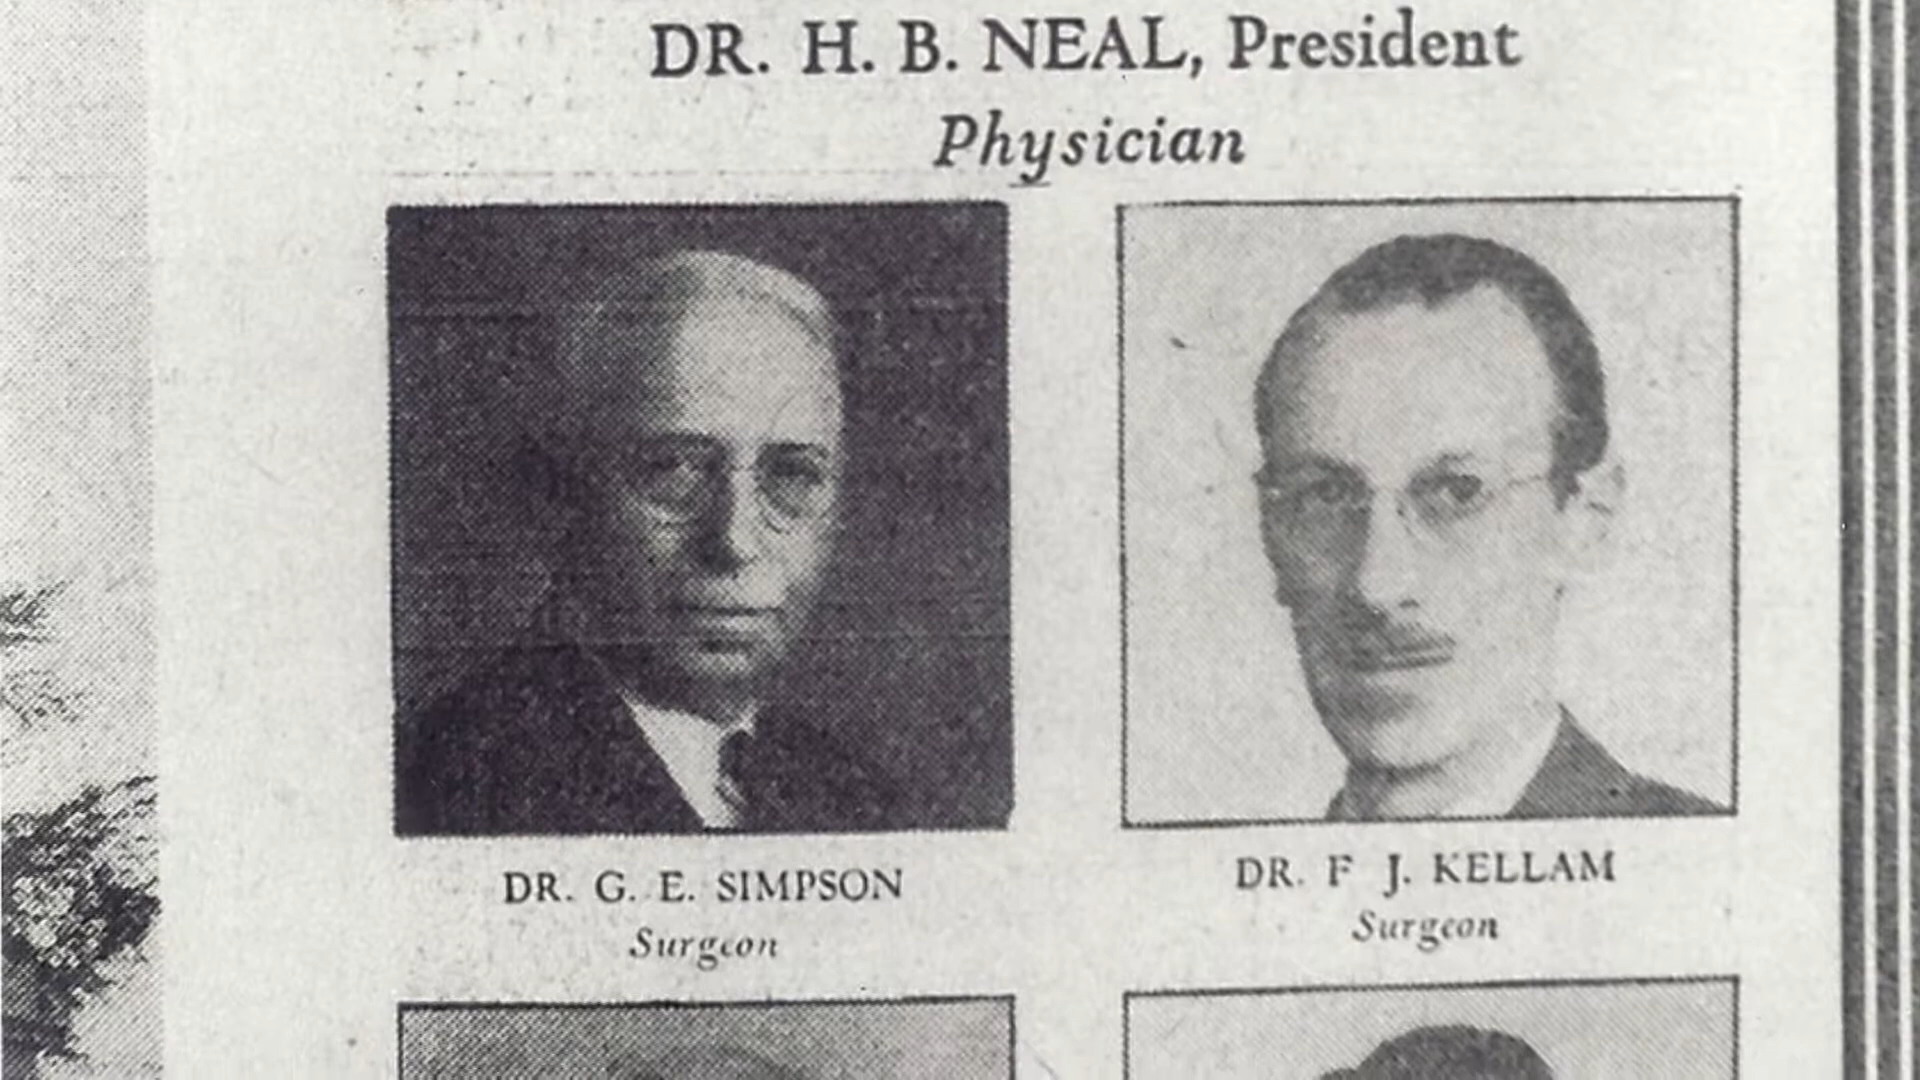 DR. H. B. NEAL, President
Physician
DR. G. E. SIMPSON
Surgeon
DR. F J. KELLAM
Surgeon